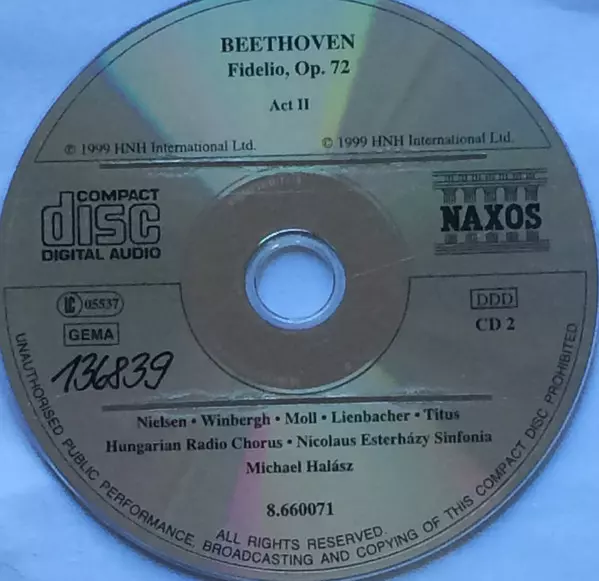 BEETHOVEN
Fidelio, Op. 72
Act II
℗ 1999 HNH International Ltd.
© 1999 HNH International Ltd.
COMPACT
disc
DIGITAL AUDIO
NAXOS
LC 05537
GEMA
DDD
CD 2
136839
Nielsen • Winbergh • Moll • Lienbacher • Titus
Hungarian Radio Chorus • Nicolaus Esterházy Sinfonia
Michael Halász
8.660071
ALL RIGHTS RESERVED.
UNAUTHORISED PUBLIC PERFORMANCE, BROADCASTING AND COPYING OF THIS COMPACT DISC PROHIBITED